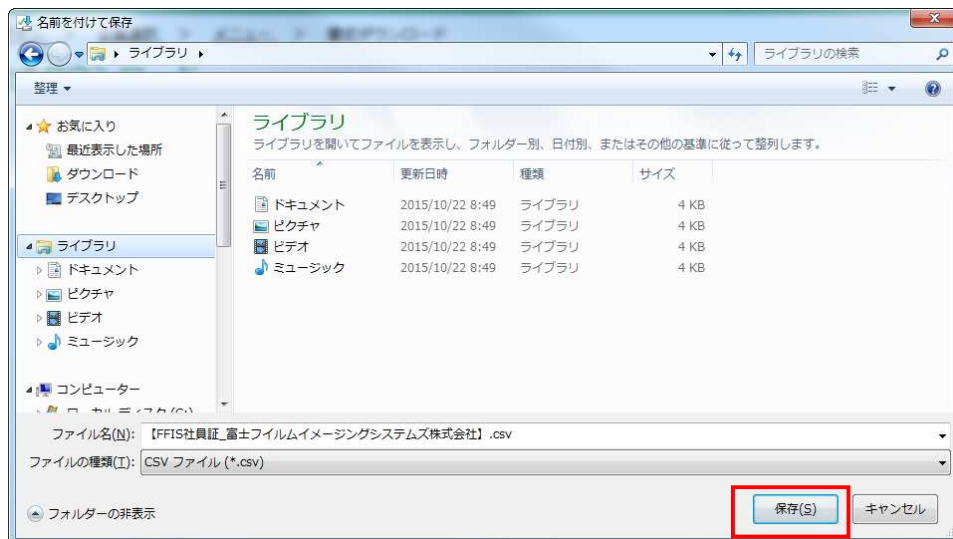 名前を付けて保存
ライブラリ
ライブラリの検索
整理
お気に入り
最近表示した場所
ダウンロード
デスクトップ
ライブラリ
ドキュメント
ピクチャ
ビデオ
ミュージック
コンピューター
ライブラリ
ライブラリを開いてファイルを表示し、フォルダー別、日付別、またはその他の基準に従って整列します。
名前 更新日時 種類 サイズ
ドキュメント 2015/10/22 8:49 ライブラリ 4 KB
ピクチャ 2015/10/22 8:49 ライブラリ 4 KB
ビデオ 2015/10/22 8:49 ライブラリ 4 KB
ミュージック 2015/10/22 8:49 ライブラリ 4 KB
ファイル名(N): 【FFIS社員証_富士フイルムイメージングシステムズ株式会社】.csv
ファイルの種類(T): CSV ファイル (*.csv)
フォルダーの非表示
保存(S) キャンセル